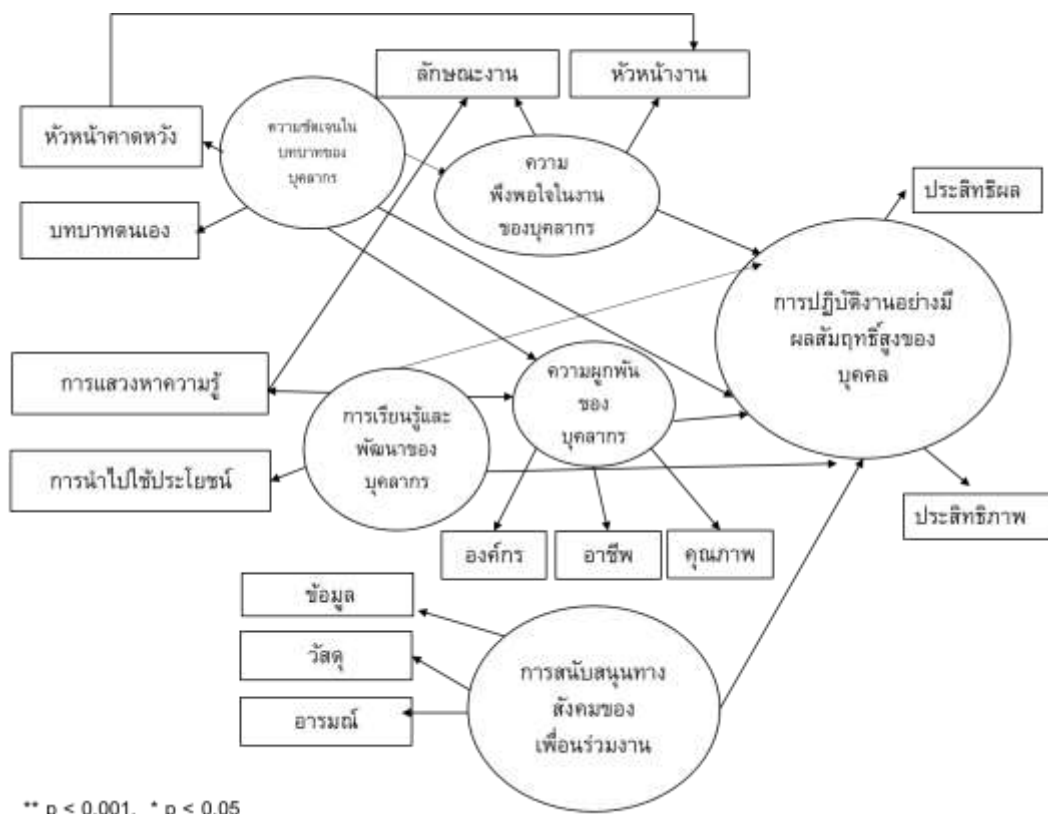 ลักษณะงาน
หัวหน้างาน
หัวหน้าคาดหวัง
ความชัดเจนใน
บทบาทของ
บุคลากร
ความ
พึงพอใจในงาน
ของบุคลากร
ประสิทธิผล
บทบาทตนเอง
การปฏิบัติงานอย่างมี
ผลสัมฤทธิ์สูงของ
บุคคล
การแสวงหาความรู้
ความผูกพัน
ของ
บุคลากร
การเรียนรู้และ
พัฒนาของ
บุคลากร
การนำไปใช้ประโยชน์
ประสิทธิภาพ
องค์กร
อาชีพ
คุณภาพ
ข้อมูล
วัสดุ
อารมณ์
การสนับสนุนทาง
สังคมของ
เพื่อนร่วมงาน
** p < 0.001, * p < 0.05